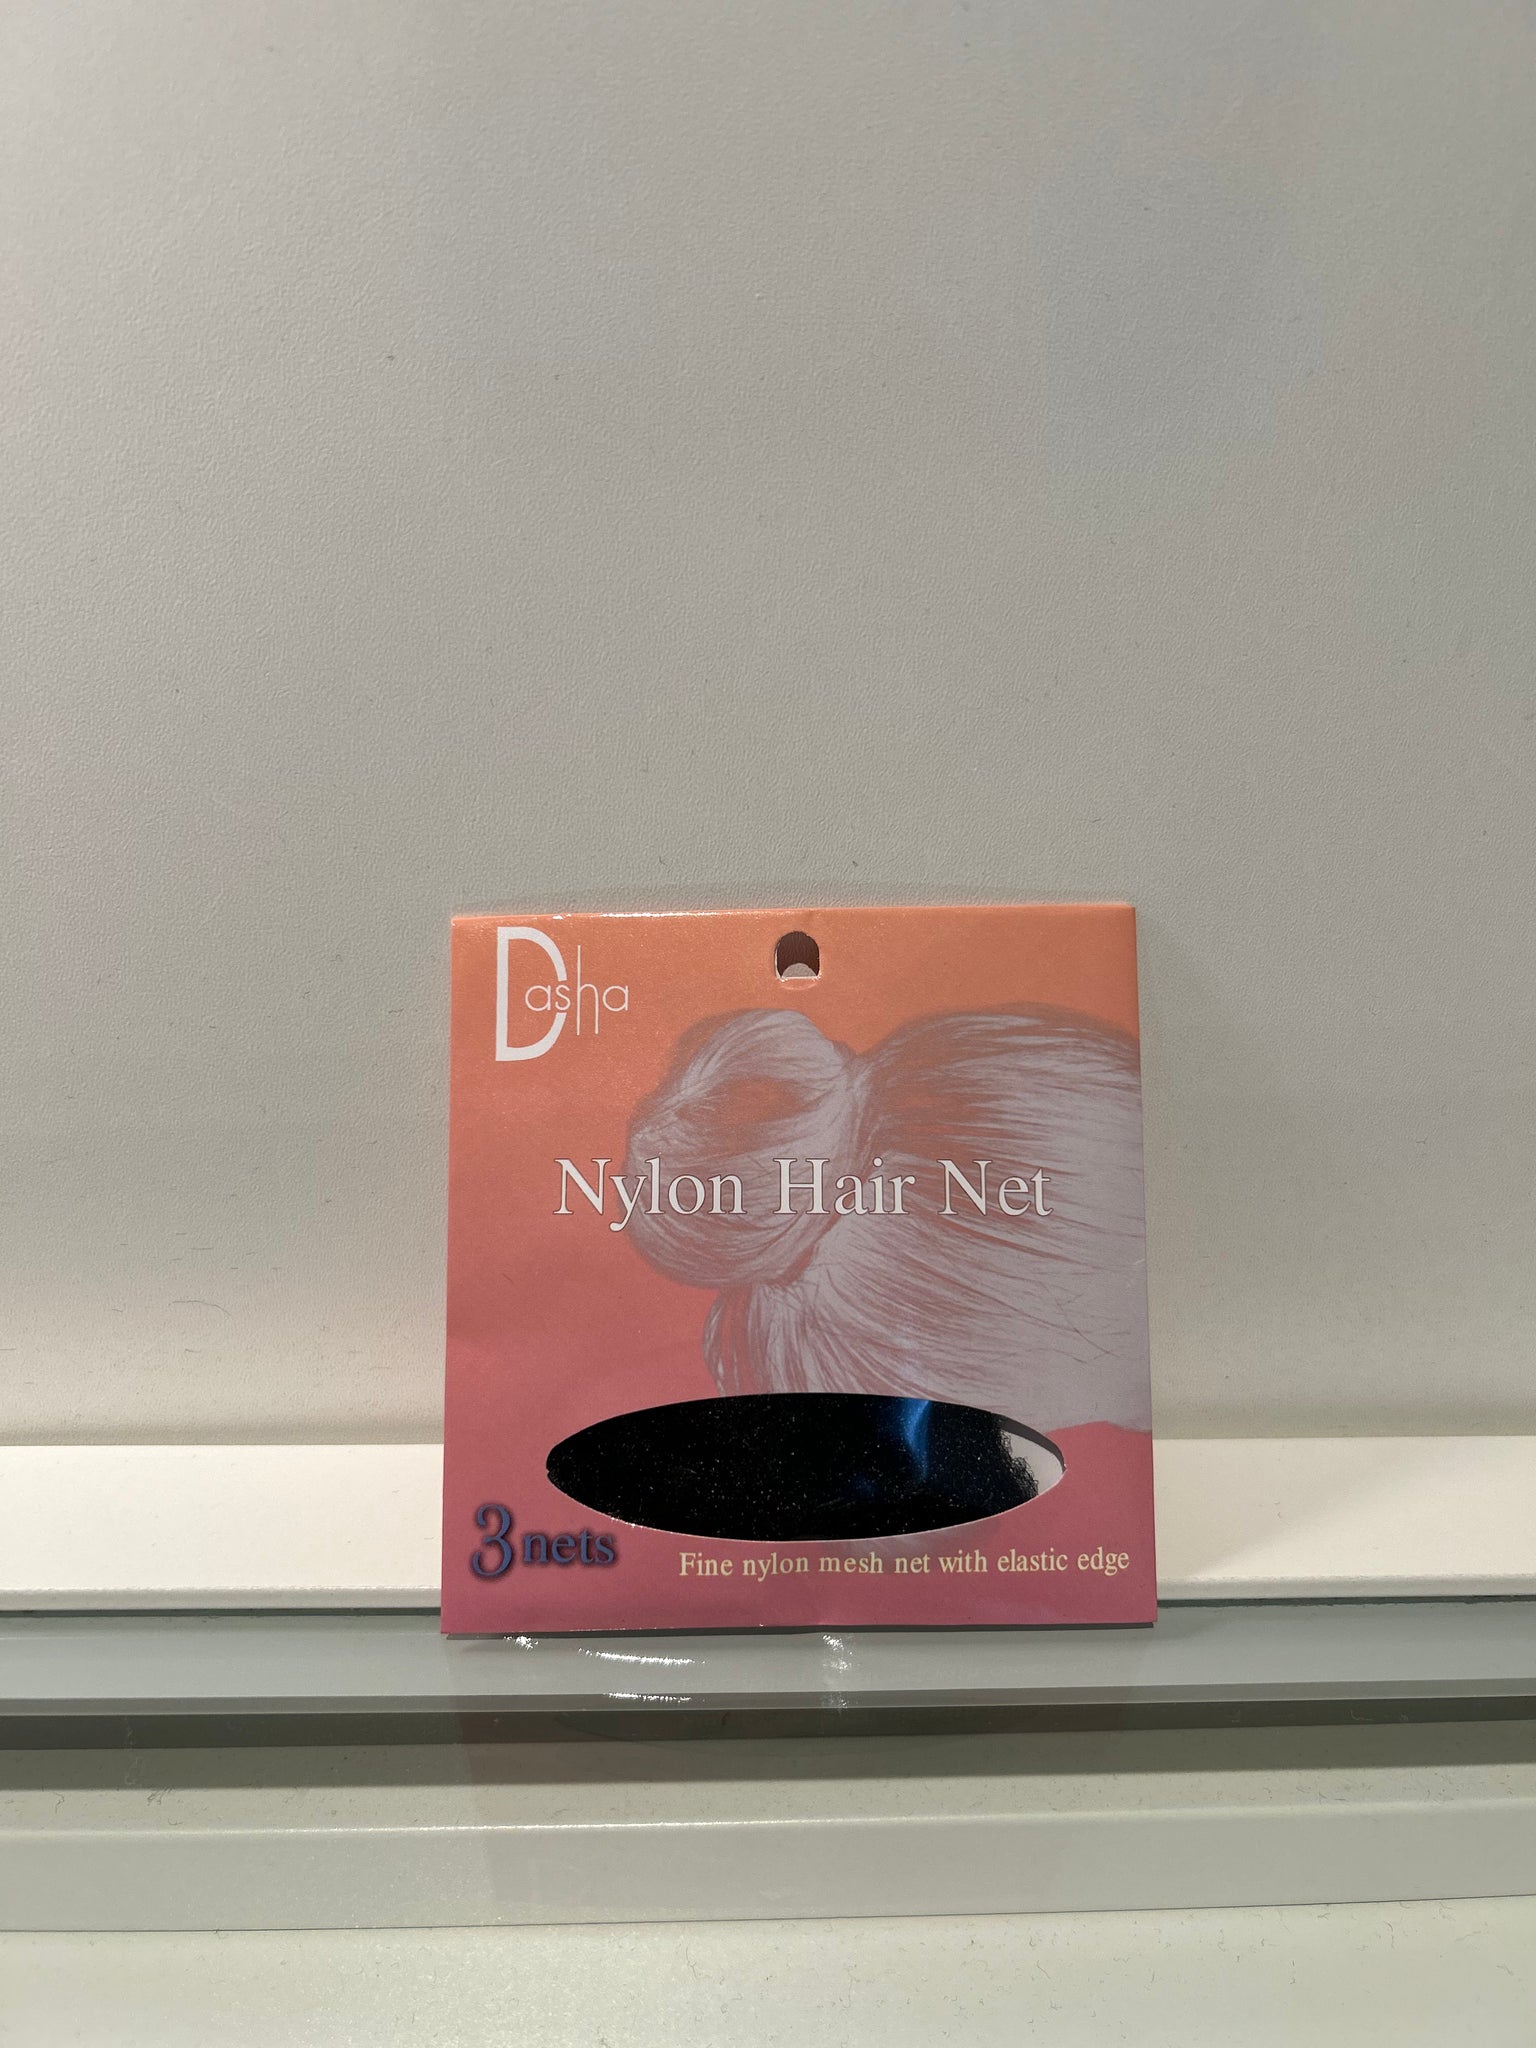 Dasha
Nylon Hair Net
3 nets
Fine nylon mesh net with elastic edge